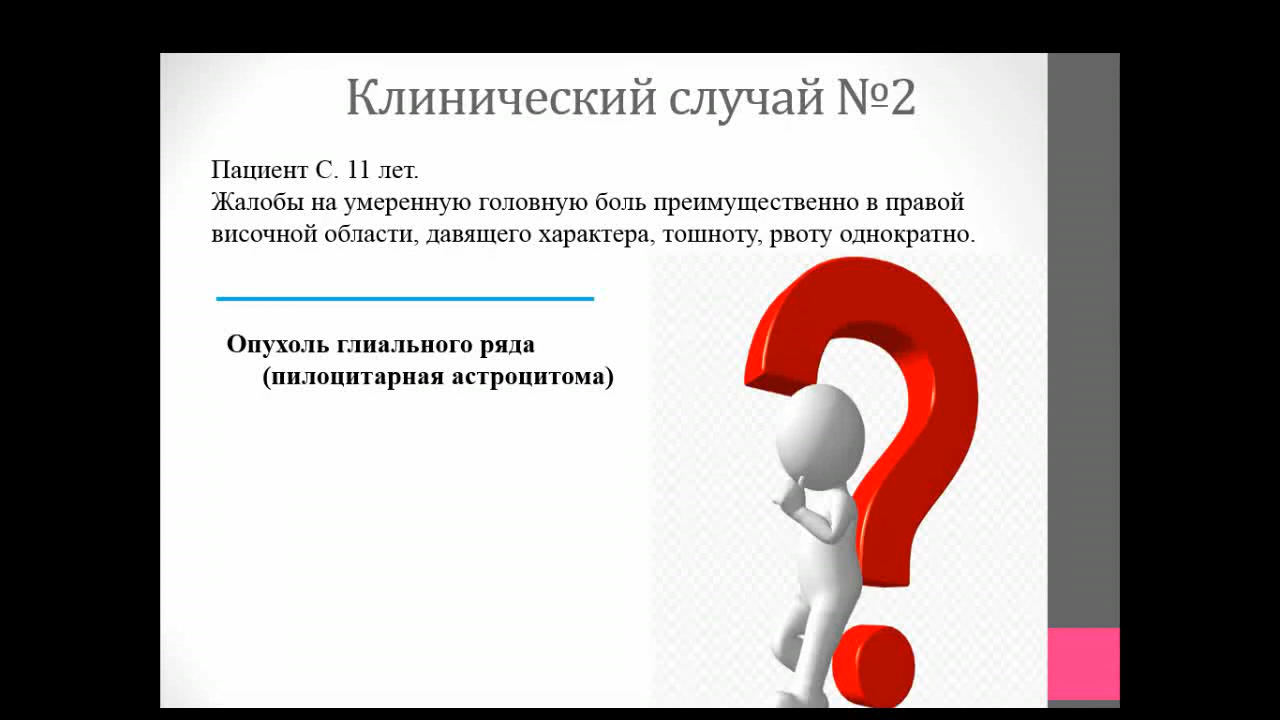 Клинический случай №2
Пациент С. 11 лет.
Жалобы на умеренную головную боль преимущественно в правой
височной области, давящего характера, тошноту, рвоту однократно.
Опухоль глиального ряда
(пилоцитарная астроцитома)